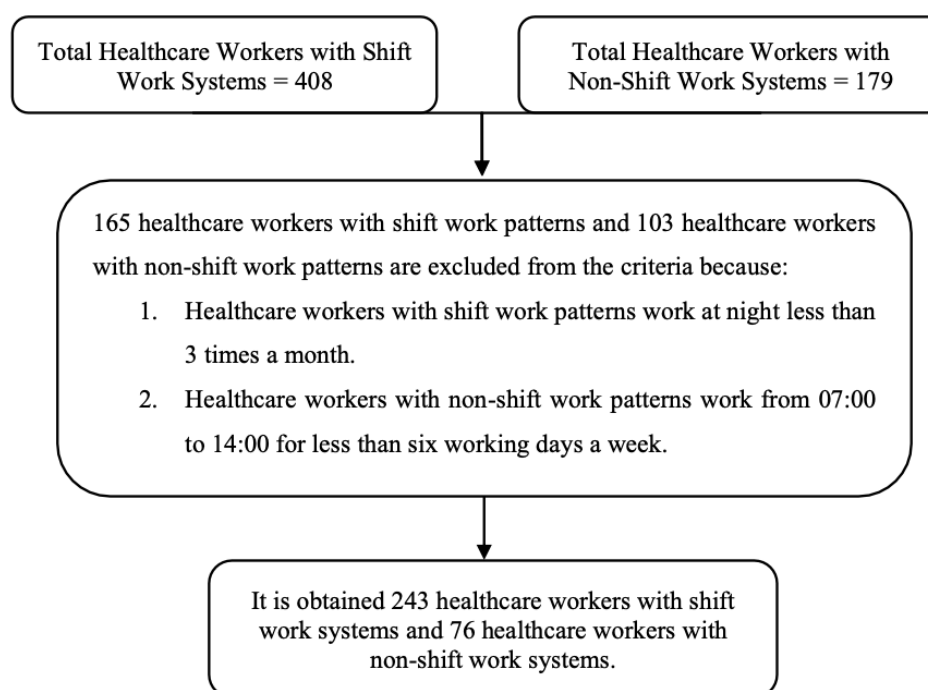 Total Healthcare Workers with Shift
Work Systems = 408
Total Healthcare Workers with
Non-Shift Work Systems = 179
165 healthcare workers with shift work patterns and 103 healthcare workers
with non-shift work patterns are excluded from the criteria because:
1. Healthcare workers with shift work patterns work at night less than
3 times a month.
2. Healthcare workers with non-shift work patterns work from 07:00
to 14:00 for less than six working days a week.
It is obtained 243 healthcare workers with shift
work systems and 76 healthcare workers with
non-shift work systems.